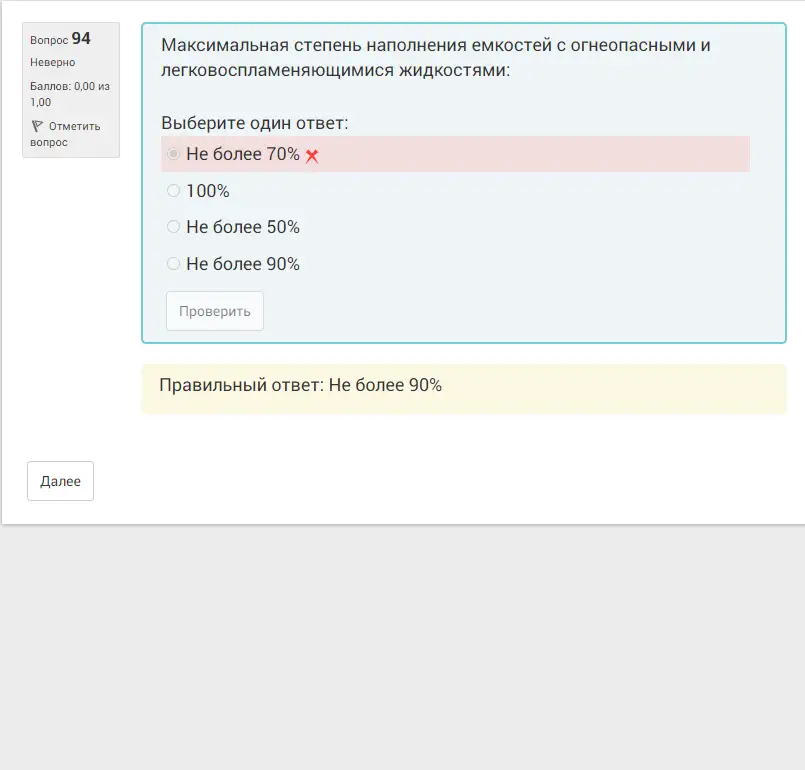 Вопрос 94
Неверно
Баллов: 0,00 из
1,00
Отметить
вопрос
Максимальная степень наполнения емкостей с огнеопасными и
легковоспламеняющимися жидкостями:
Выберите один ответ:
Не более 70%
100%
Не более 50%
Не более 90%
Проверить
Правильный ответ: Не более 90%
Далее